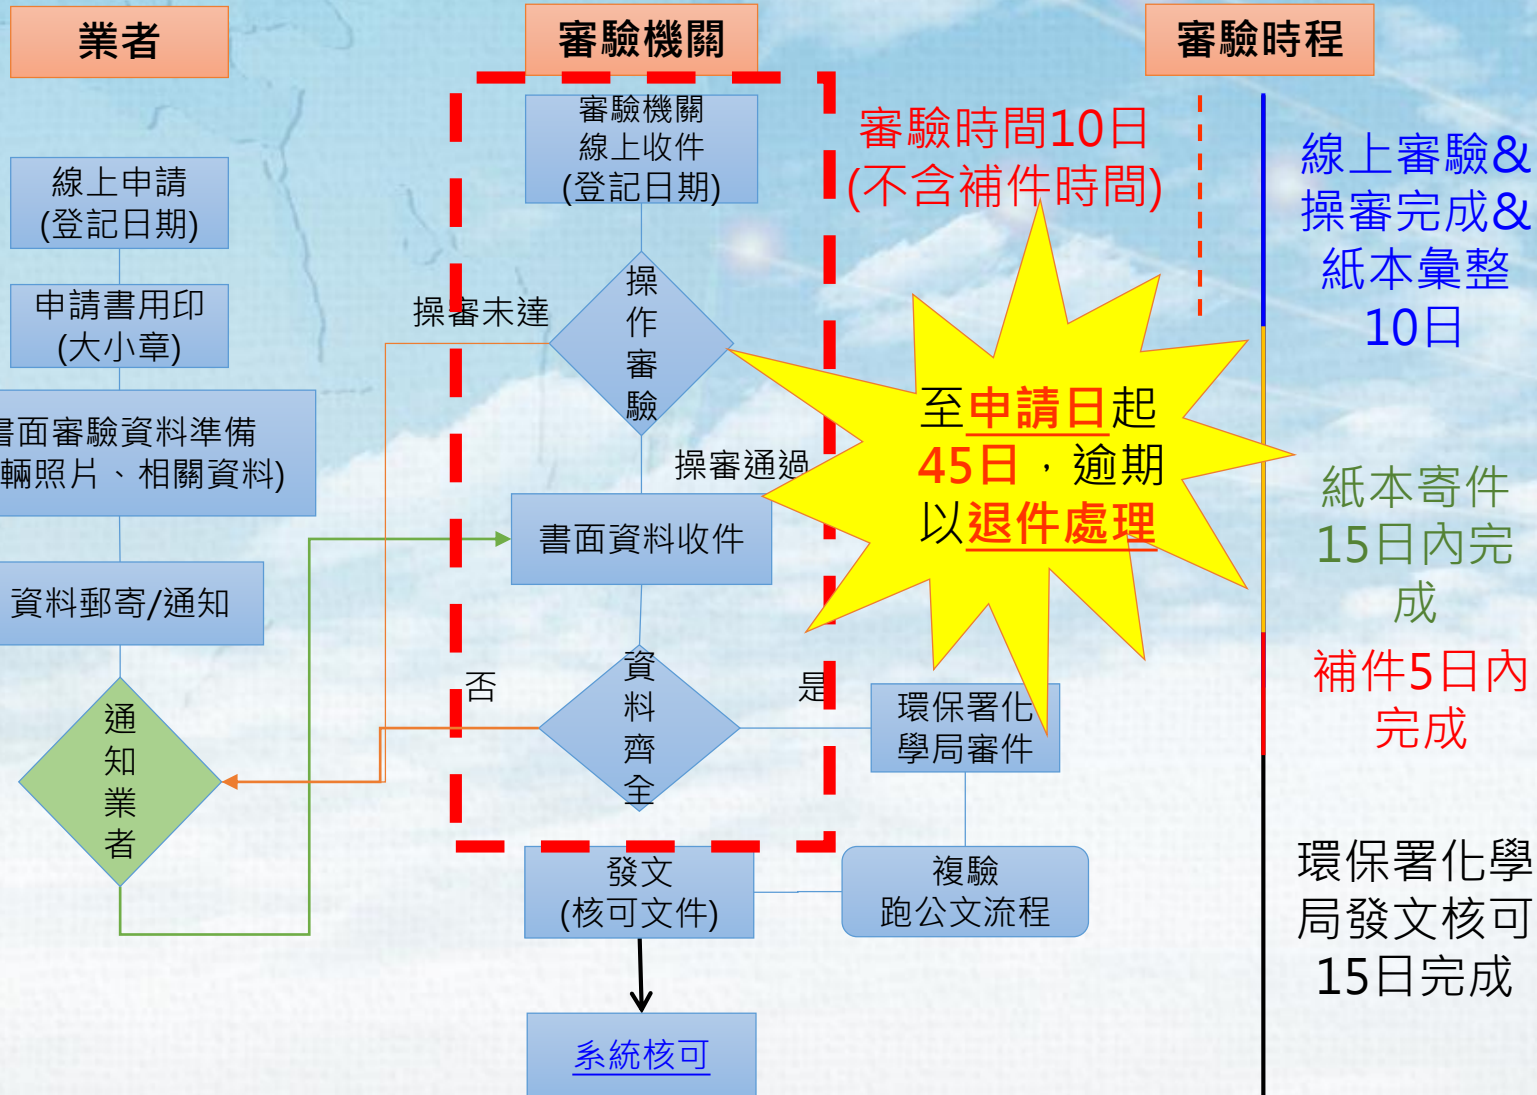 業者
線上申請
(登記日期)
申請書用印
(大小章)
書面審驗資料準備
輛照片、相關資料)
資料郵寄/通知
通
知
業
者
審驗機關
審驗機關
線上收件
(登記日期)
操
作
審
驗
操審未達
操審通過
書面資料收件
資
料
齊
全
否
是
環保署化
學局審件
複驗
跑公文流程
發文
(核可文件)
系統核可
審驗時間10日
(不含補件時間)
至申請日起
45日，逾期
以退件處理
審驗時程
線上審驗&
操審完成&
紙本彙整
10日
紙本寄件
15日內完
成
補件5日內
完成
環保署化學
局發文核可
15日完成